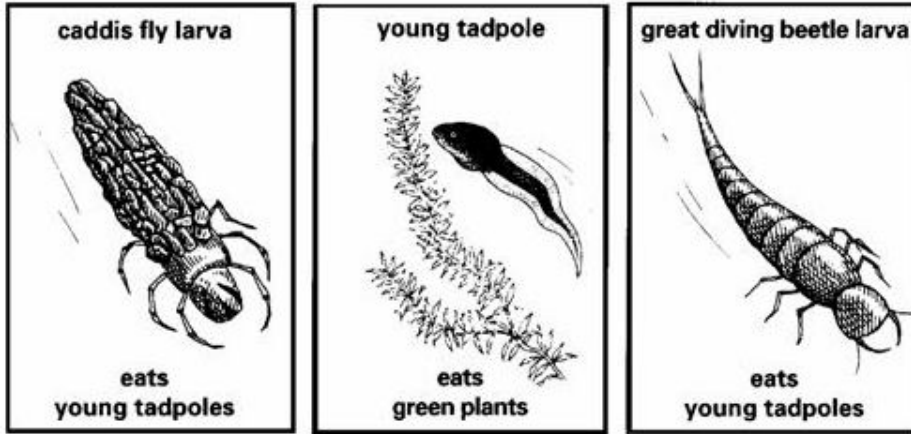 caddis fly larva
eats
young tadpoles
young tadpole
eats
green plants
great diving beetle larva
eats
young tadpoles